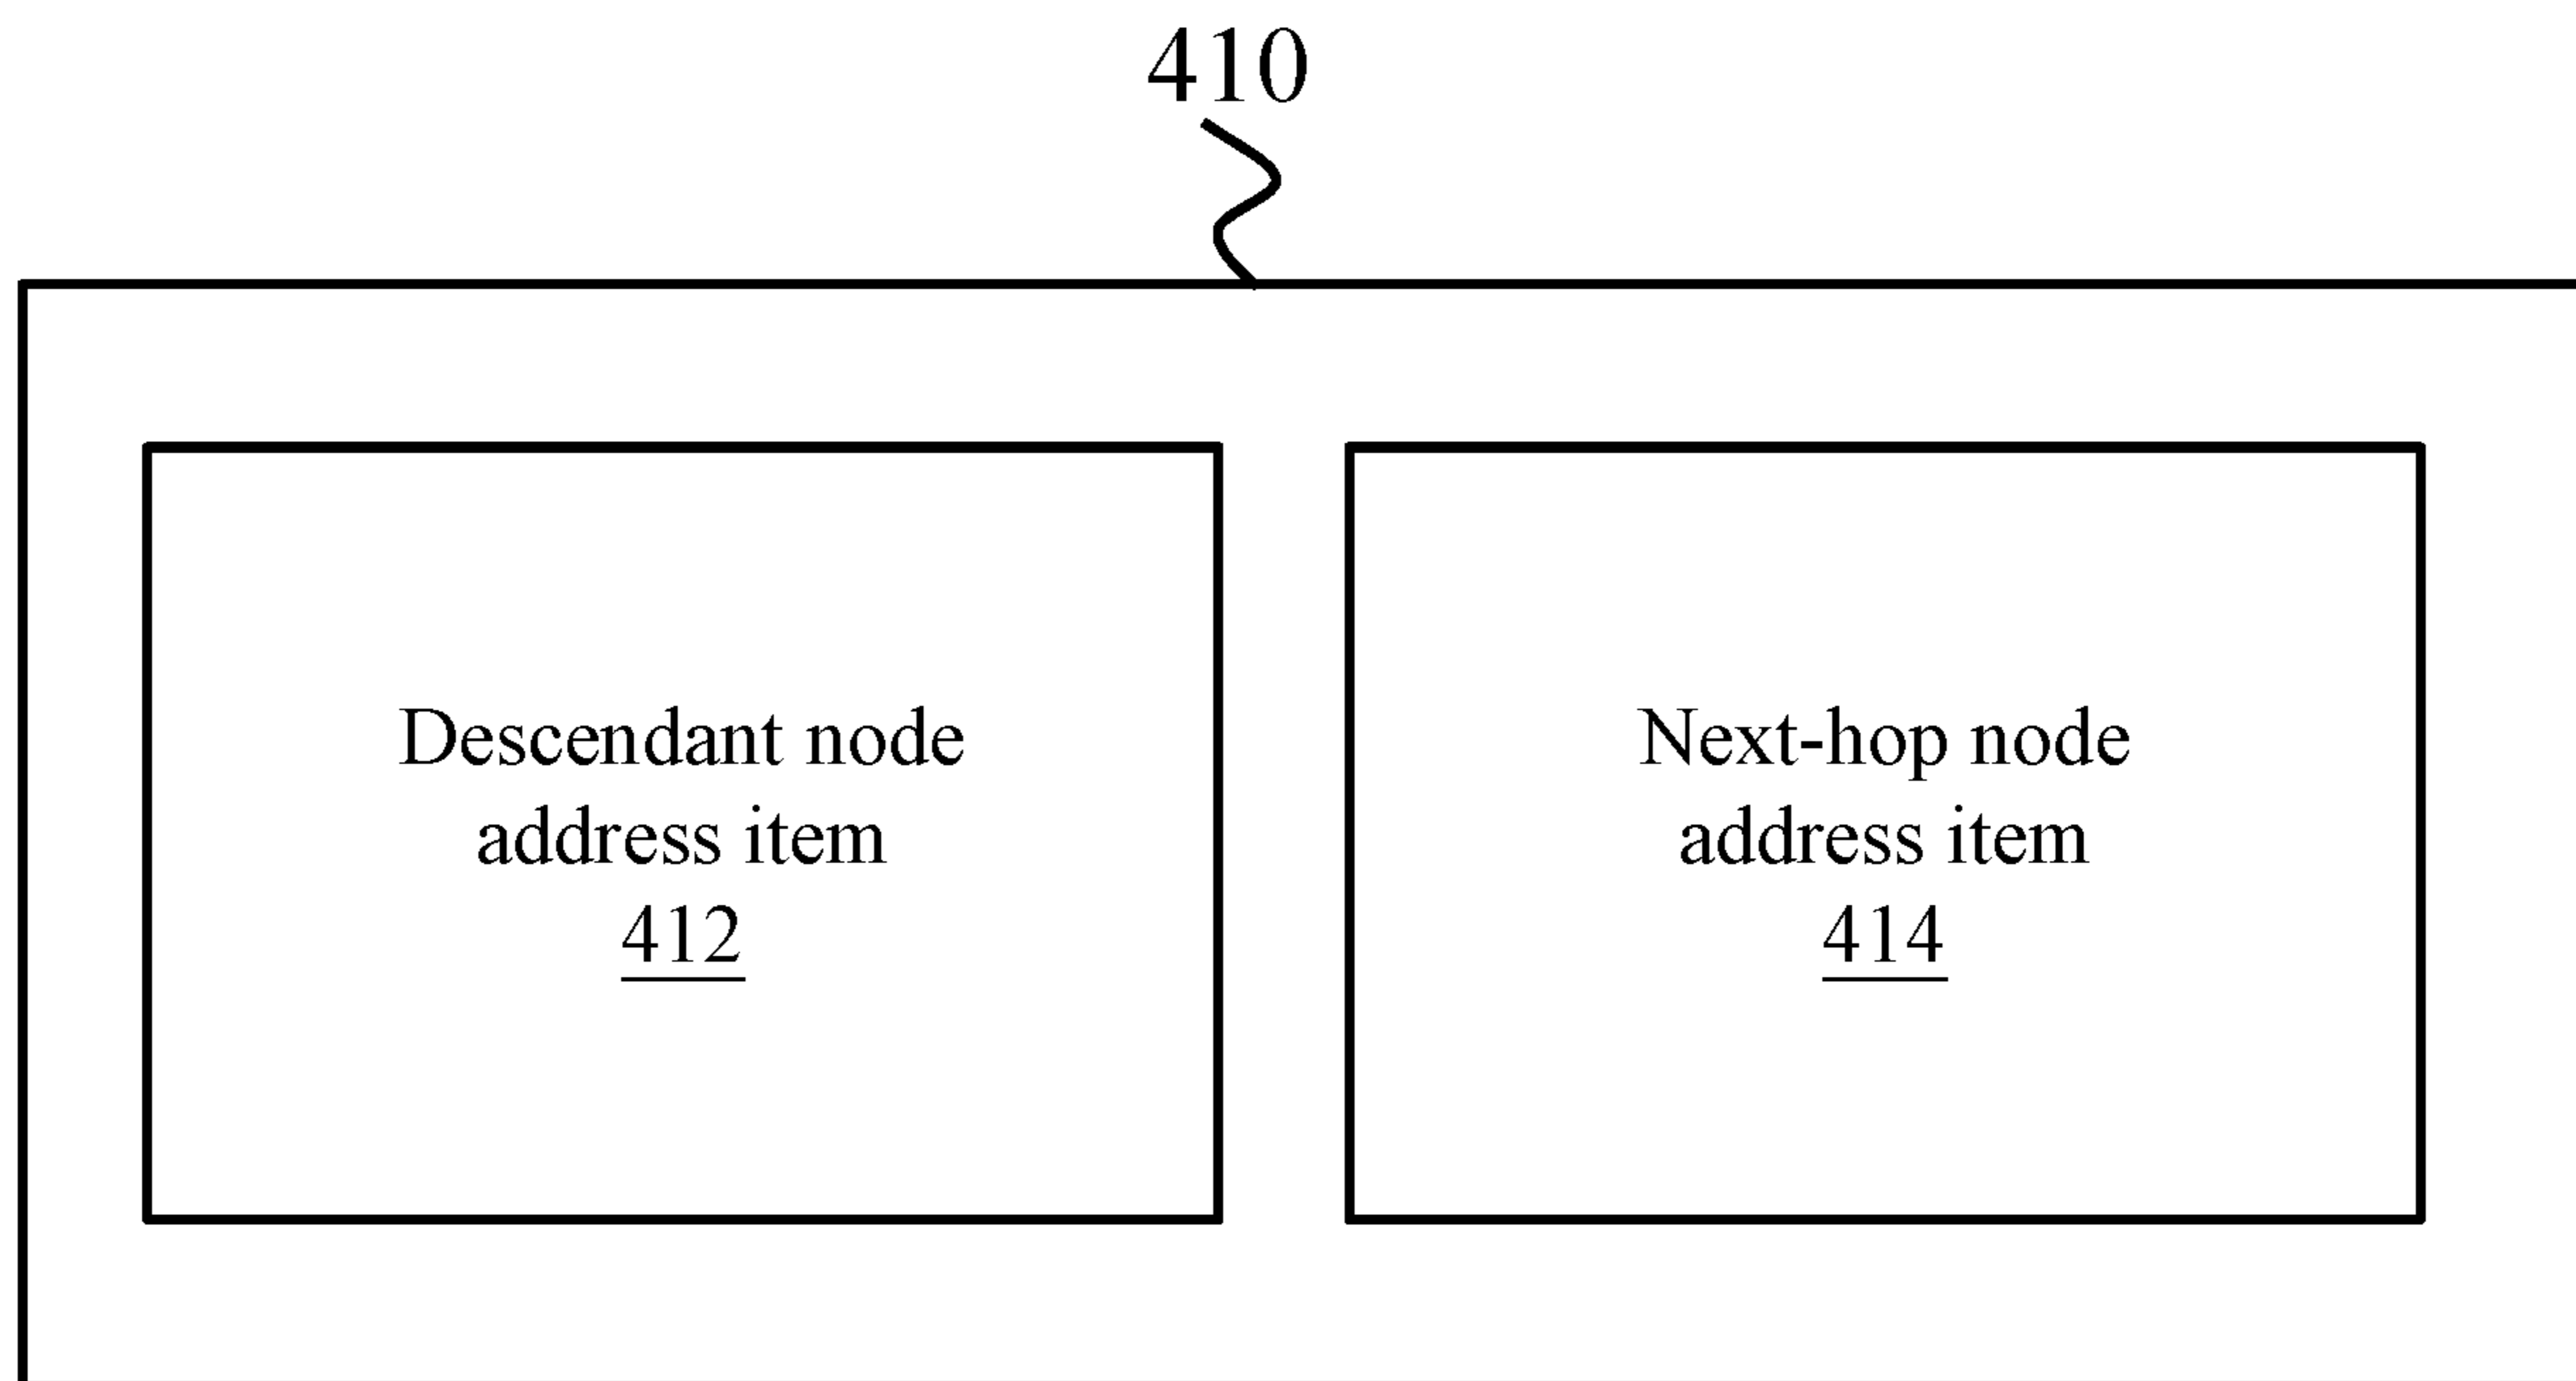 410
Descendant node
address item
412
Next-hop node
address item
414